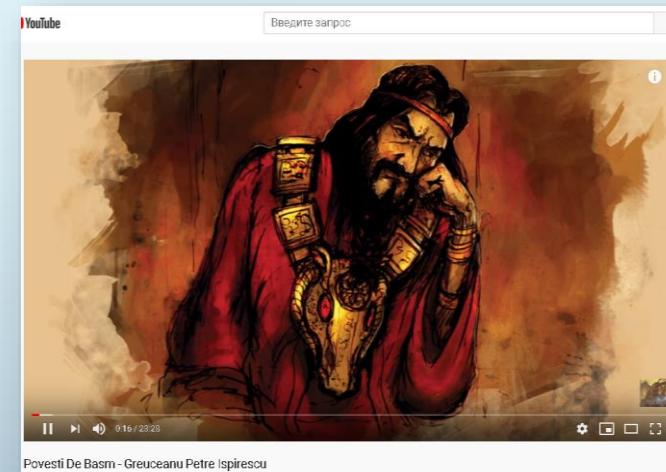 YouTube
Введите запрос
0:16 / 23:28
Povesti De Basm - Greuceanu Petre Ispirescu